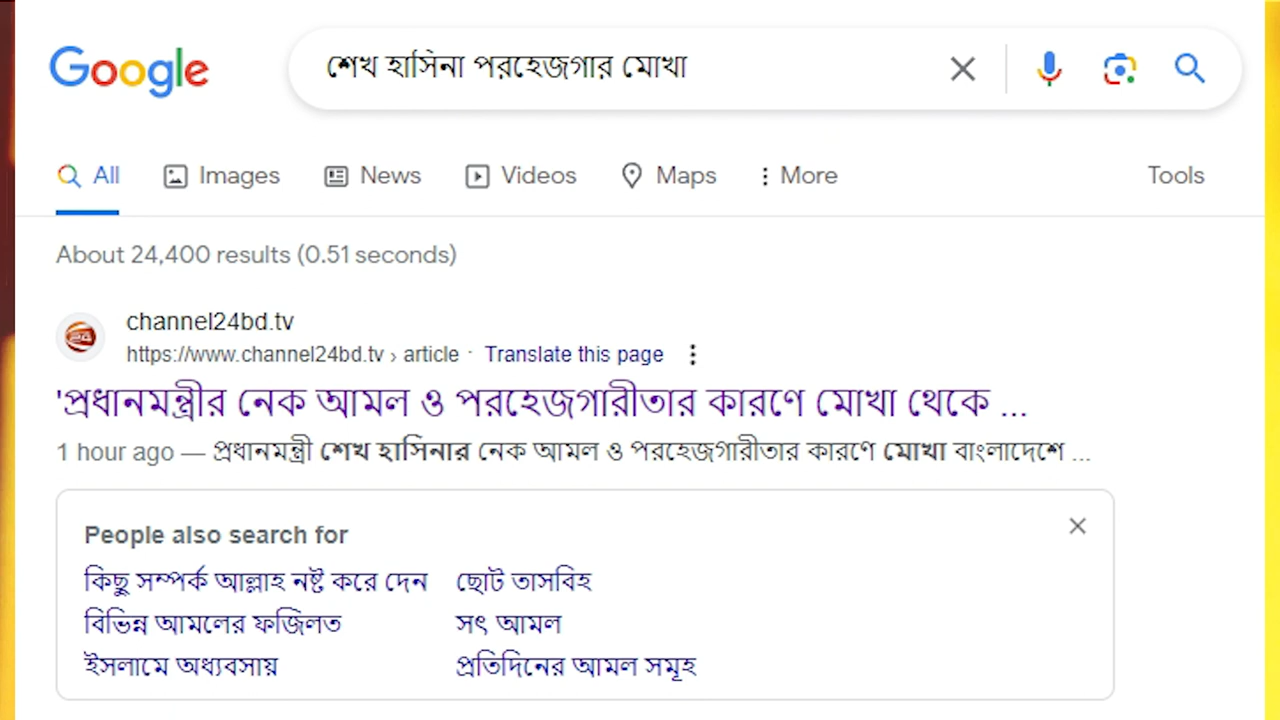 Google
শেখ হাসিনা পরহেজগার মোখা
All Images News Videos Maps More Tools
About 24,400 results (0.51 seconds)
channel24bd.tv
https://www.channel24bd.tv › article · Translate this page
'প্রধানমন্ত্রীর নেক আমল ও পরহেজগারীতার কারণে মোখা থেকে ...
1 hour ago — প্রধানমন্ত্রী শেখ হাসিনার নেক আমল ও পরহেজগারীতার কারণে মোখা বাংলাদেশে ...
People also search for
কিছু সম্পর্ক আল্লাহ নষ্ট করে দেন ছোট তাসবিহ
বিভিন্ন আমলের ফজিলত সৎ আমল
ইসলামে অধ্যবসায় প্রতিদিনের আমল সমূহ